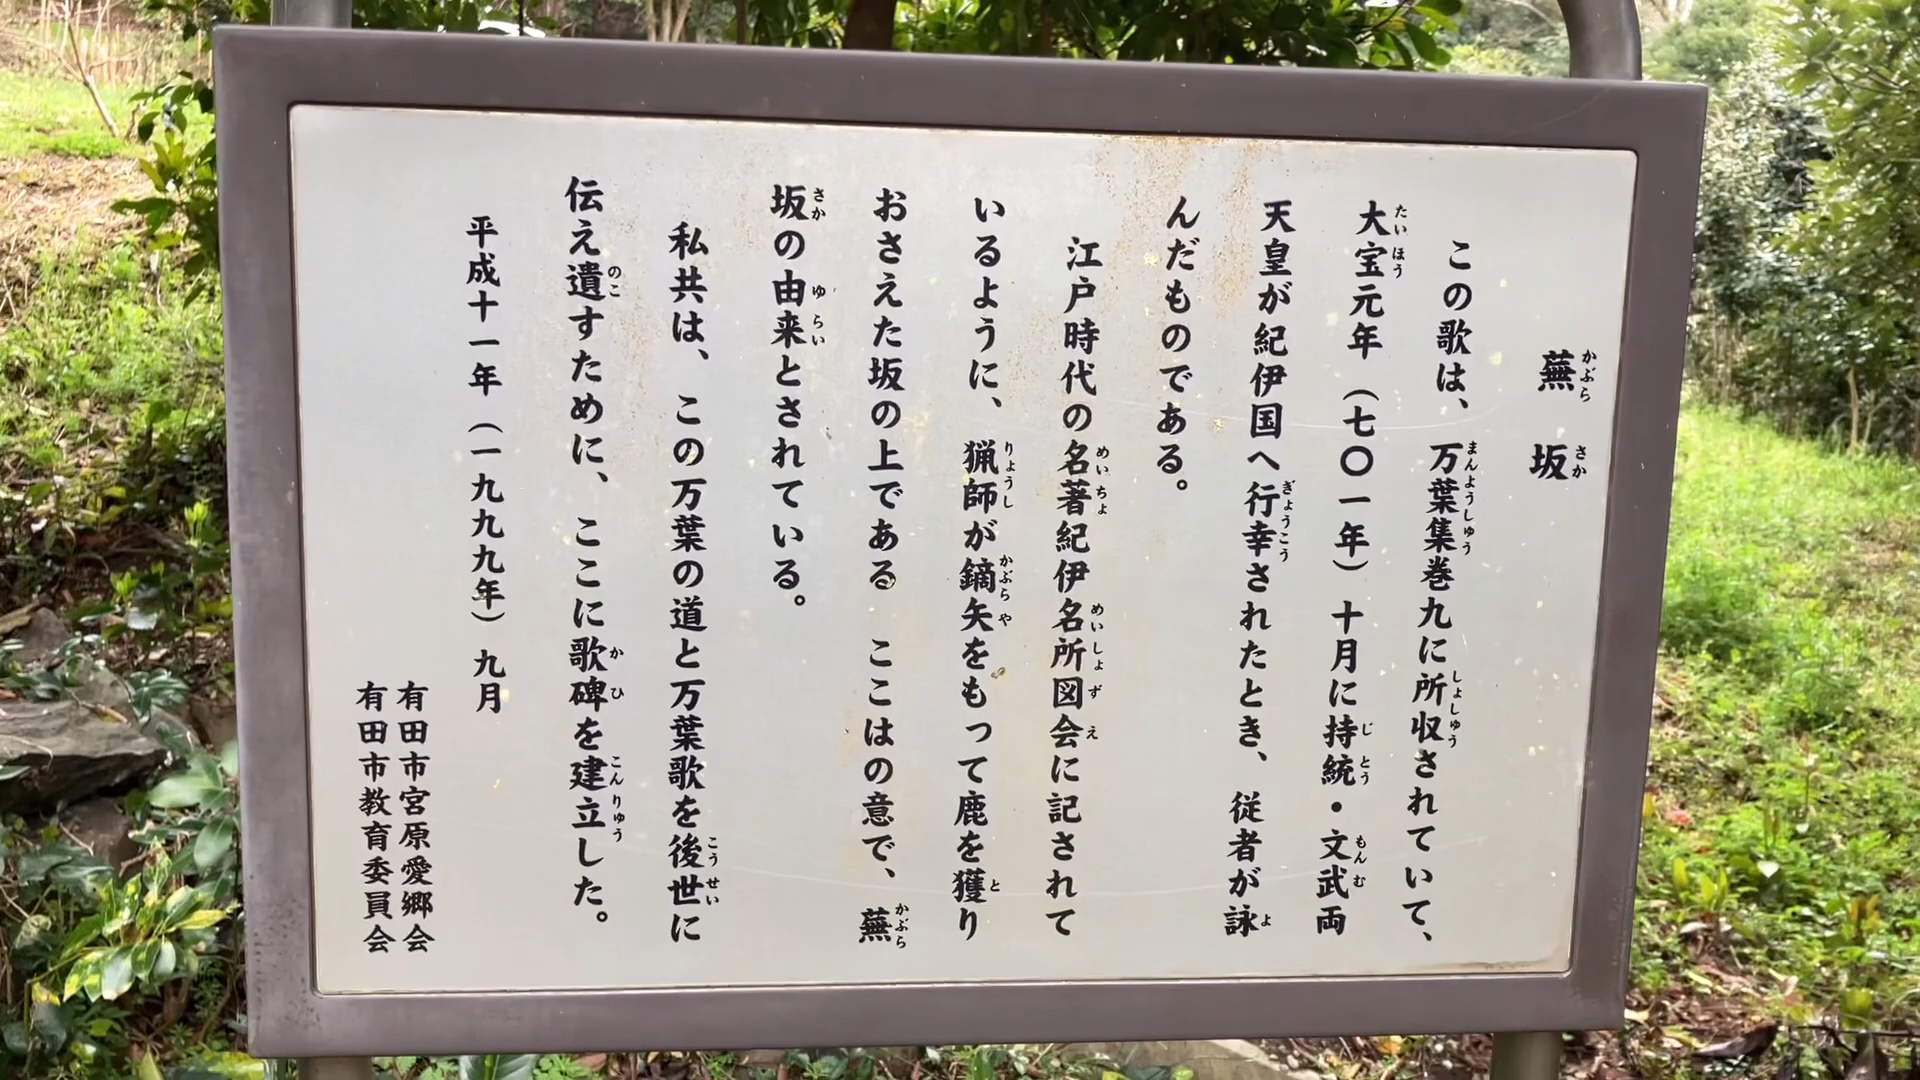 蕪坂
この歌は、万葉集巻九に所収されていて、
大宝元年(七〇一年)十月に持統・文武両
天皇が紀伊国へ行幸されたとき、従者が詠
んだものである。
江戸時代の名著紀伊名所図会に記されて
いるように、猟師が鏑矢をもって鹿を獲り
おさえた坂の上である ここはの意で、蕪
坂の由来とされている。
私共は、この万葉の道と万葉歌を後世に
伝え遺すために、ここに歌碑を建立した。
平成十一年(一九九九年)九月
有田市宮原愛郷会
有田市教育委員会